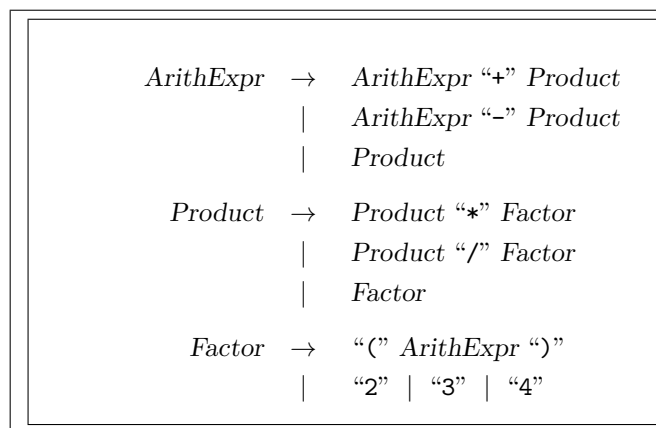 ArithExpr → ArithExpr “+” Product
| ArithExpr “-” Product
| Product
Product → Product “*” Factor
| Product “/” Factor
| Factor
Factor → “(” ArithExpr “)”
| “2” | “3” | “4”